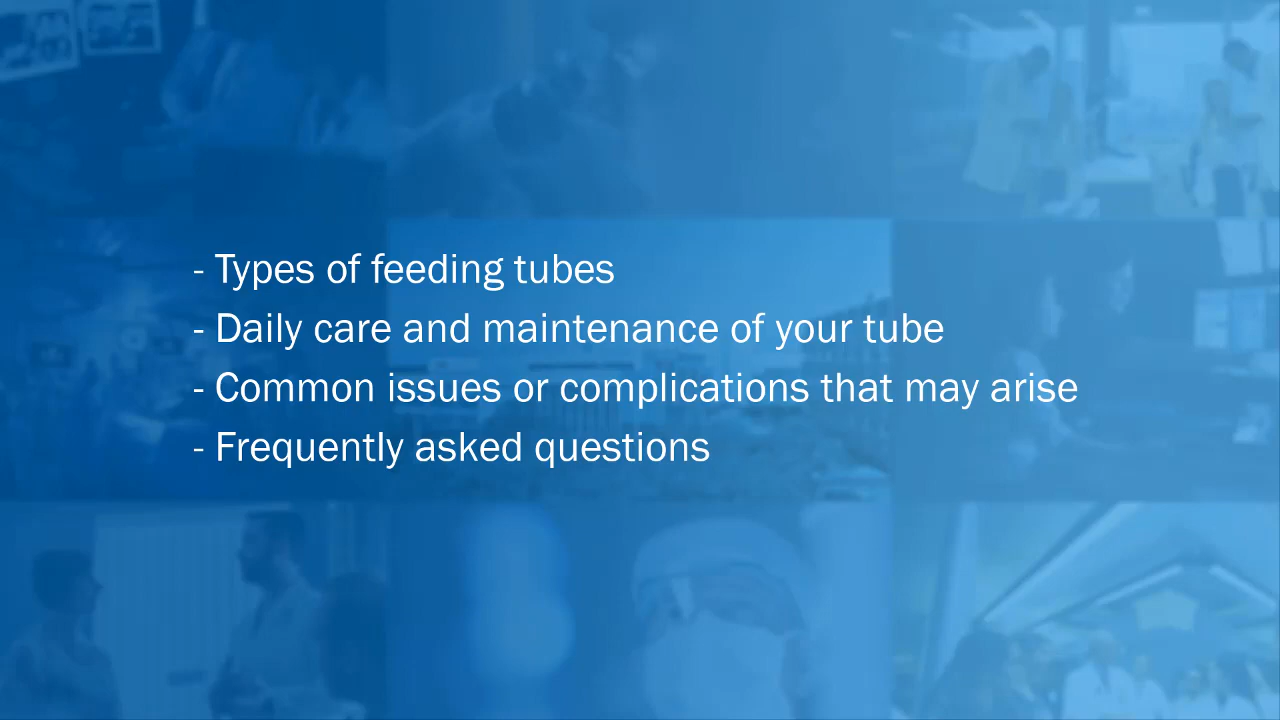 - Types of feeding tubes
- Daily care and maintenance of your tube
- Common issues or complications that may arise
- Frequently asked questions